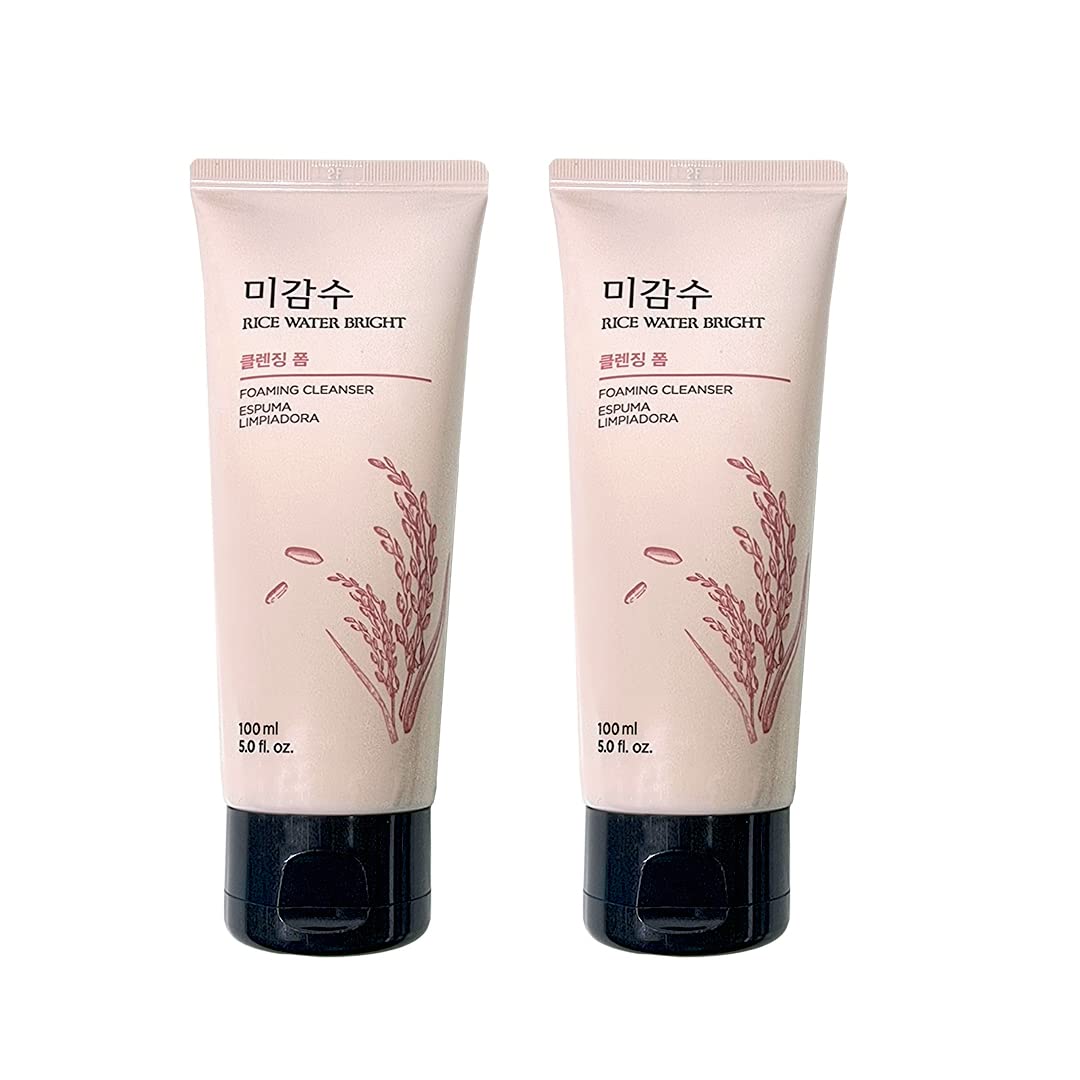 미감수
RICE WATER BRIGHT
클렌징 폼
FOAMING CLEANSER
ESPUMA
LIMPIADORA
100 ml
5.0 fl. oz.
미감수
RICE WATER BRIGHT
클렌징 폼
FOAMING CLEANSER
ESPUMA
LIMPIADORA
100 ml
5.0 fl. oz.